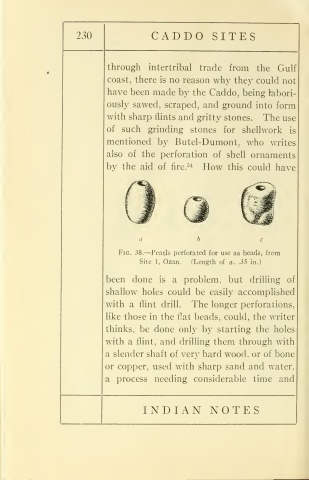 230
CADDO SITES
through intertribal trade from the Gulf
coast, there is no reason why they could not
have been made by the Caddo, being labori-
ously sawed, scraped, and ground into form
with sharp flints and gritty stones. The use
of such grinding stones for shellwork is
mentioned by Butel-Dumont, who writes
also of the perforation of shell ornaments
by the aid of fire.24 How this could have
a b c
FIG. 38.—Pearls perforated for use as beads, from
Site 1, Ozan. (Length of a, .35 in.)
been done is a problem, but drilling of
shallow holes could be easily accomplished
with a flint drill. The longer perforations,
like those in the flat beads, could, the writer
thinks, be done only by starting the holes
with a flint, and drilling them through with
a slender shaft of very hard wood, or of bone
or copper, used with sharp sand and water,
a process needing considerable time and
INDIAN NOTES